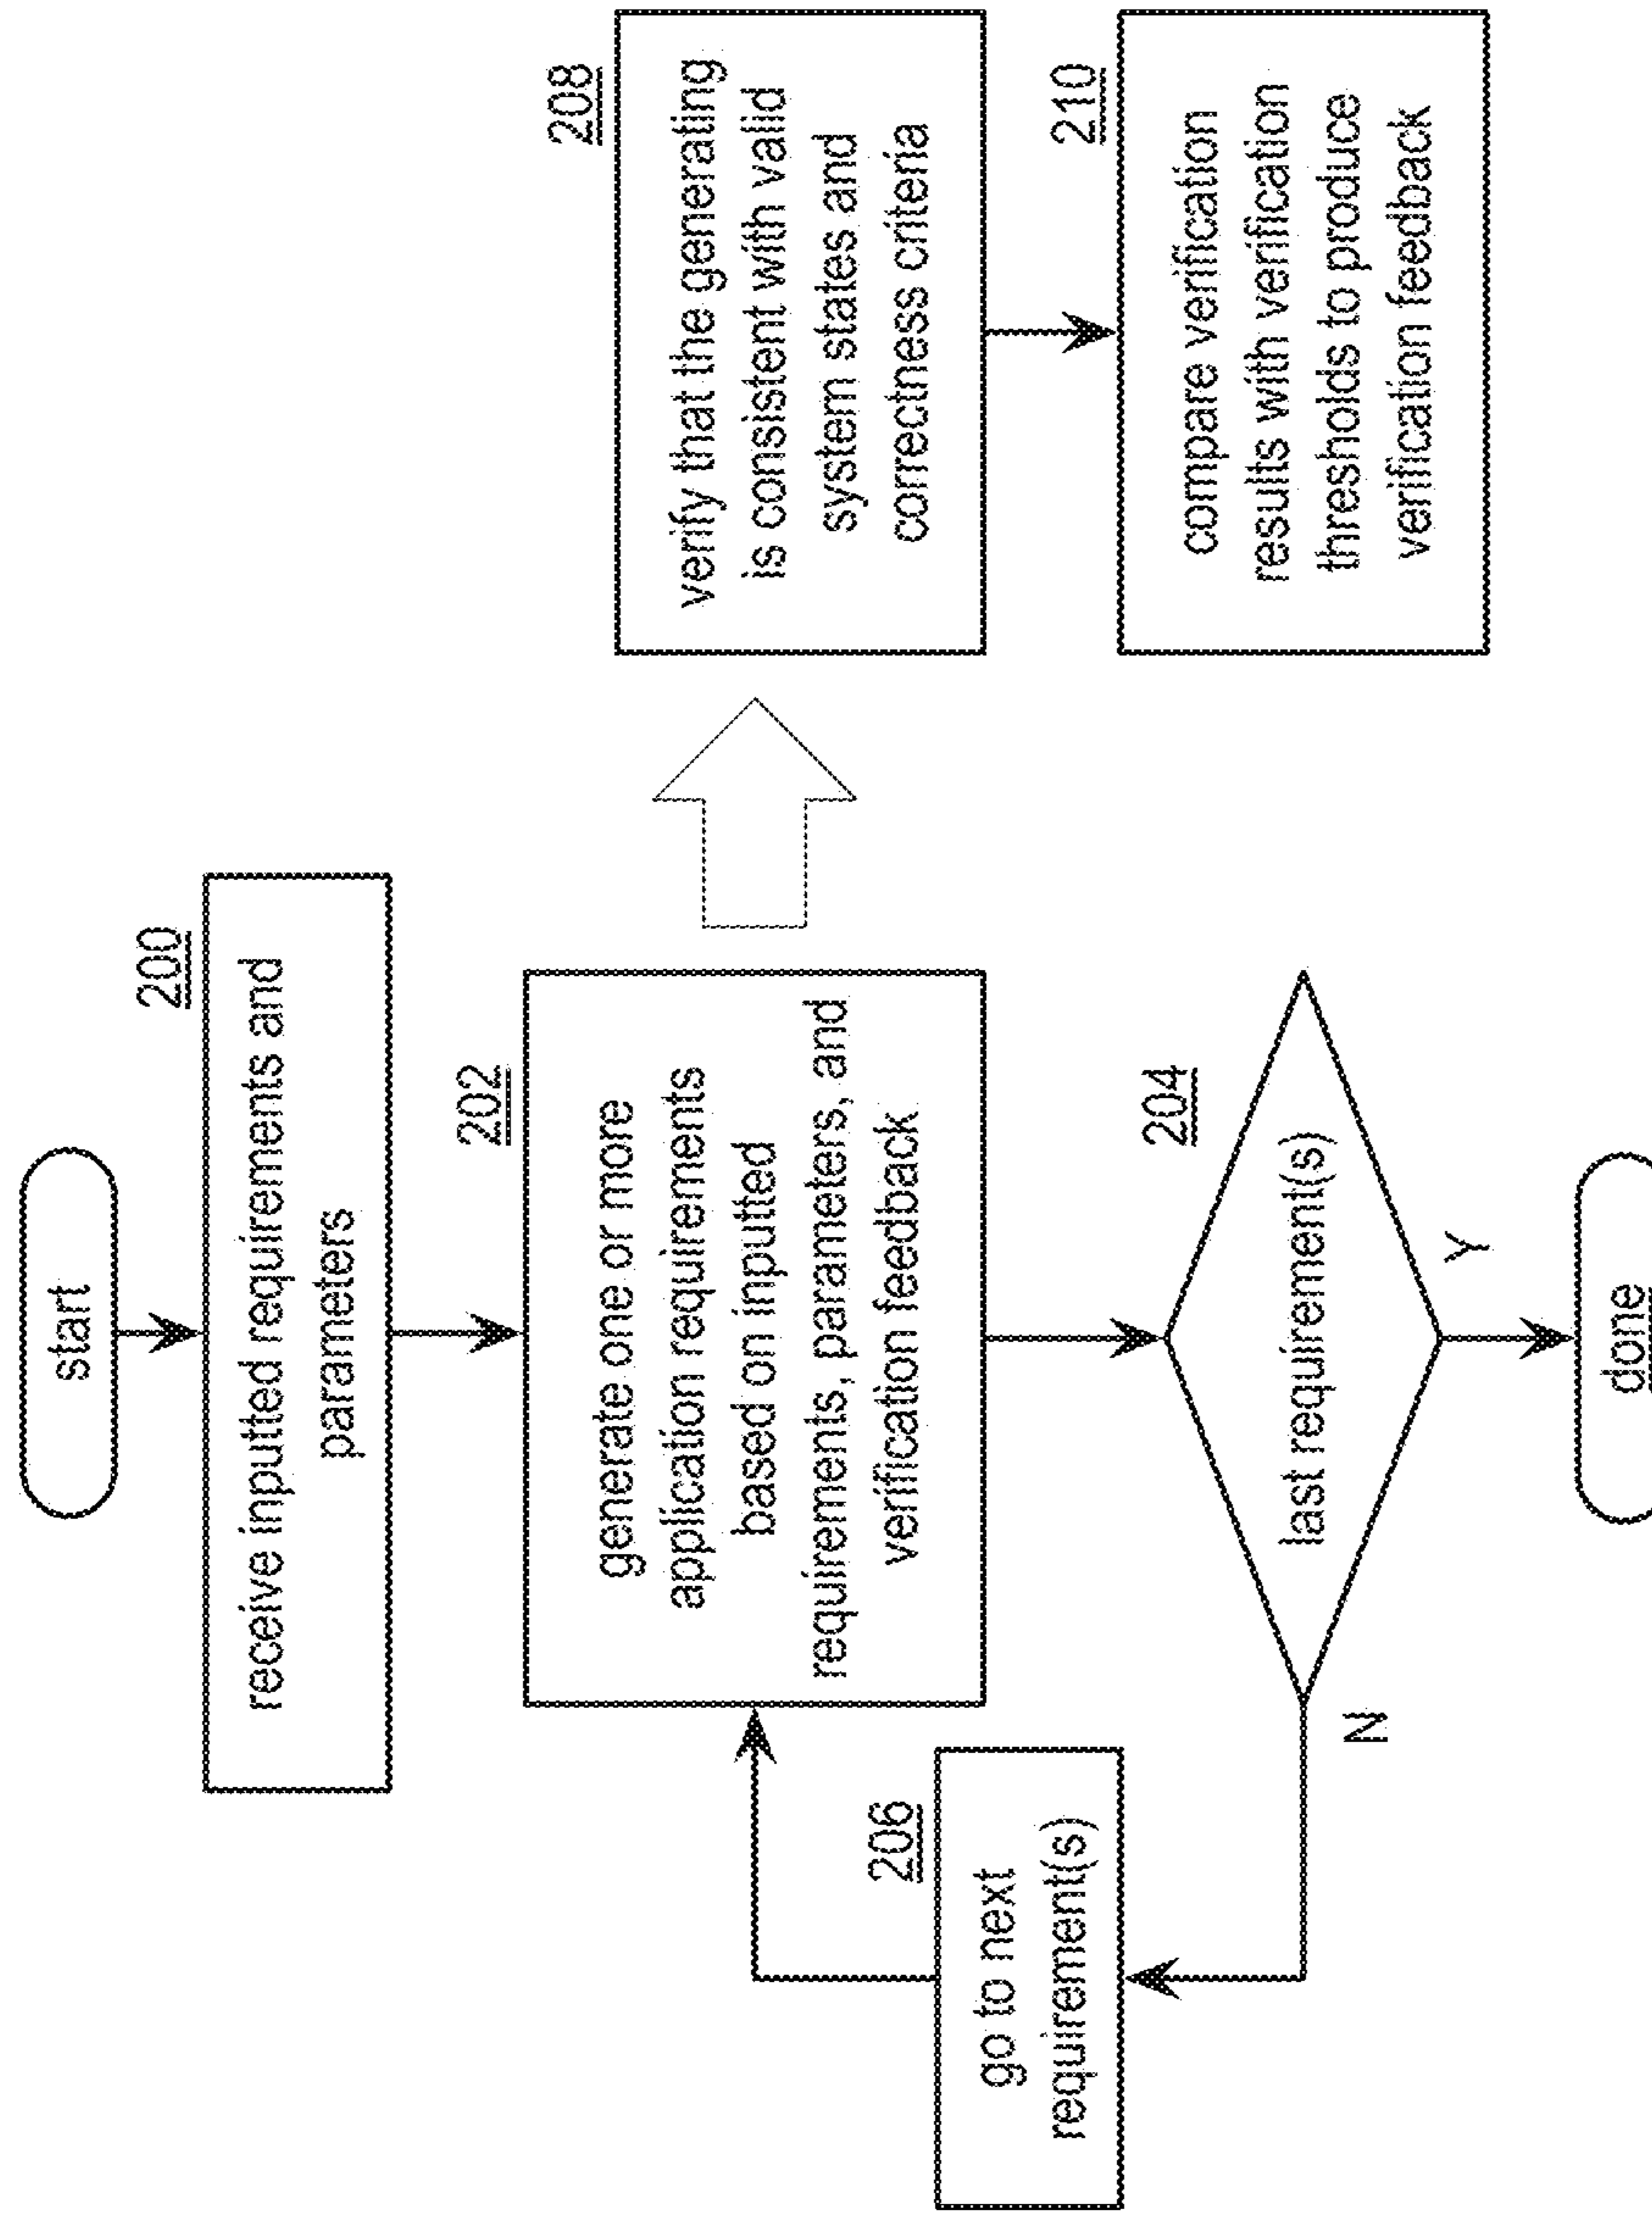 start
200
receive inputted requirements and
parameters
202
generate one or more
application requirements
based on inputted
requirements, parameters, and
verification feedback
204
last requirement(s)
Y
N
done
206
go to next
requirement(s)
208
verify that the generating
is consistent with valid
system states and
correctness criteria
210
compare verification
results with verification
thresholds to produce
verification feedback